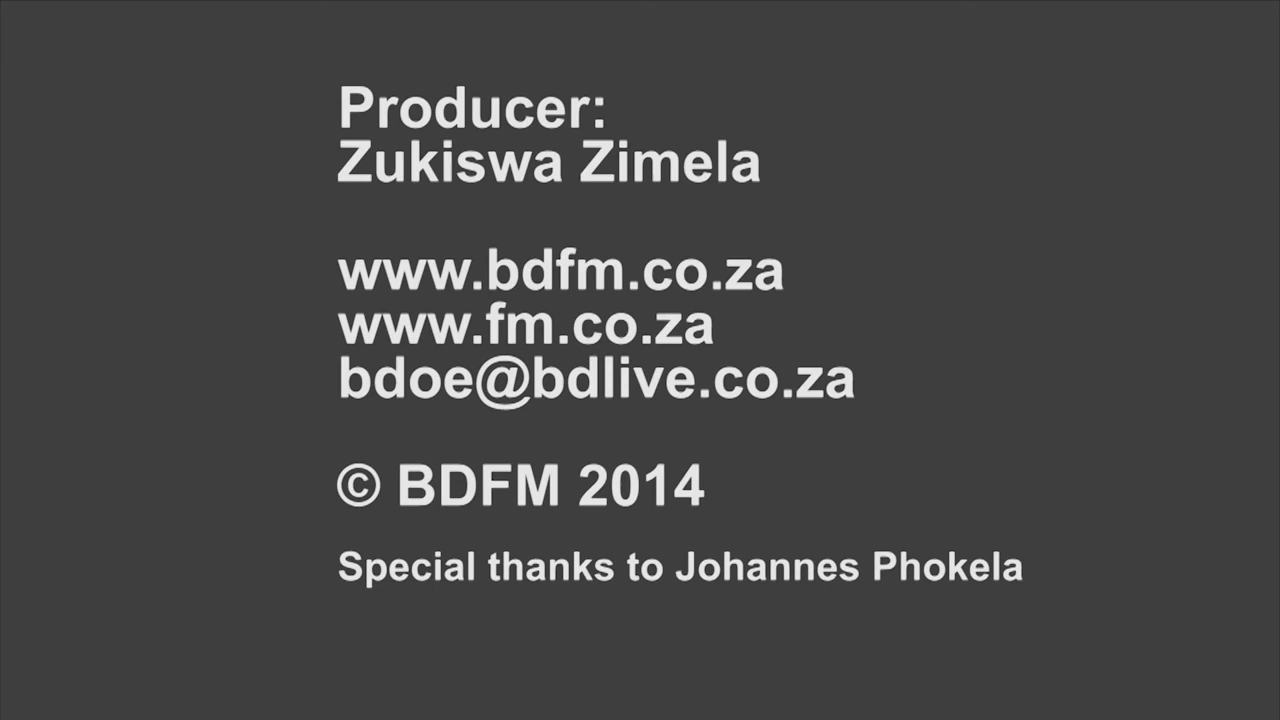 Producer:
Zukiswa Zimela
www.bdfm.co.za
www.fm.co.za
bdoe@bdlive.co.za
© BDFM 2014
Special thanks to Johannes Phokela